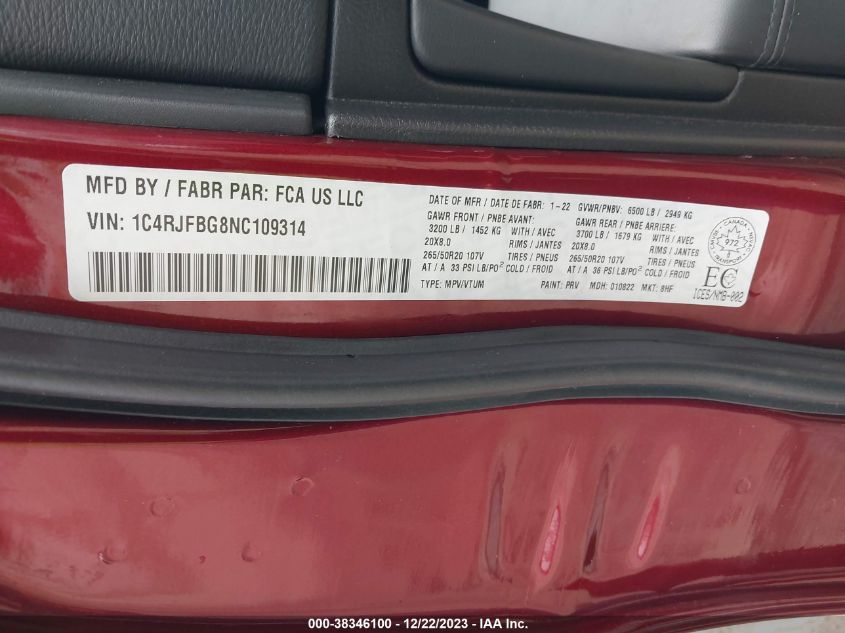 MFD BY / FABR PAR: FCA US LLC
VIN: 1C4RJFBG8NC109314
DATE OF MFR / DATE DE FABR: 1-22 GVWR/PNBV: 6500 LB / 2949 KG
GAWR FRONT / PNBE AVANT: GAWR REAR / PNBE ARRIERE:
3200 LB / 1452 KG AVEC 3700 LB / 1679 KG AVEC
20X8.0 RIMS / JANTES 20X8.0 RIMS / JANTES
265/50R20 107V TIRES / PNEUS 265/50R20 107V TIRES / PNEUS
AT / A 33 PSI LB/PO² COLD / FROID AT / A 36 PSI LB/PO² COLD / FROID
TYPE: MPV/VTUM PAINT: PRV MDH: 010822 MKT: 8HF
CANADA
972
TRANSPORT
EC
ICES/NMB-002
000-38346100 - 12/22/2023 - IAA Inc.